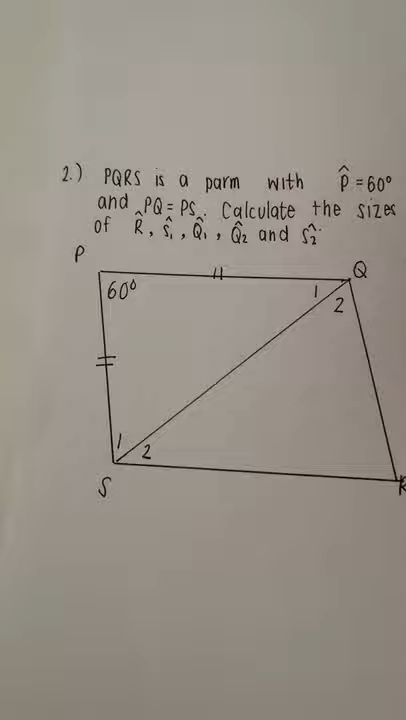 2.) PQRS is a parm with P̂ = 60°
and PQ = PS. Calculate the sizes
of R̂, Ŝ₁, Q̂₁, Q̂₂ and Ŝ₂.
P
Q
60°
1
2
1
2
S
R